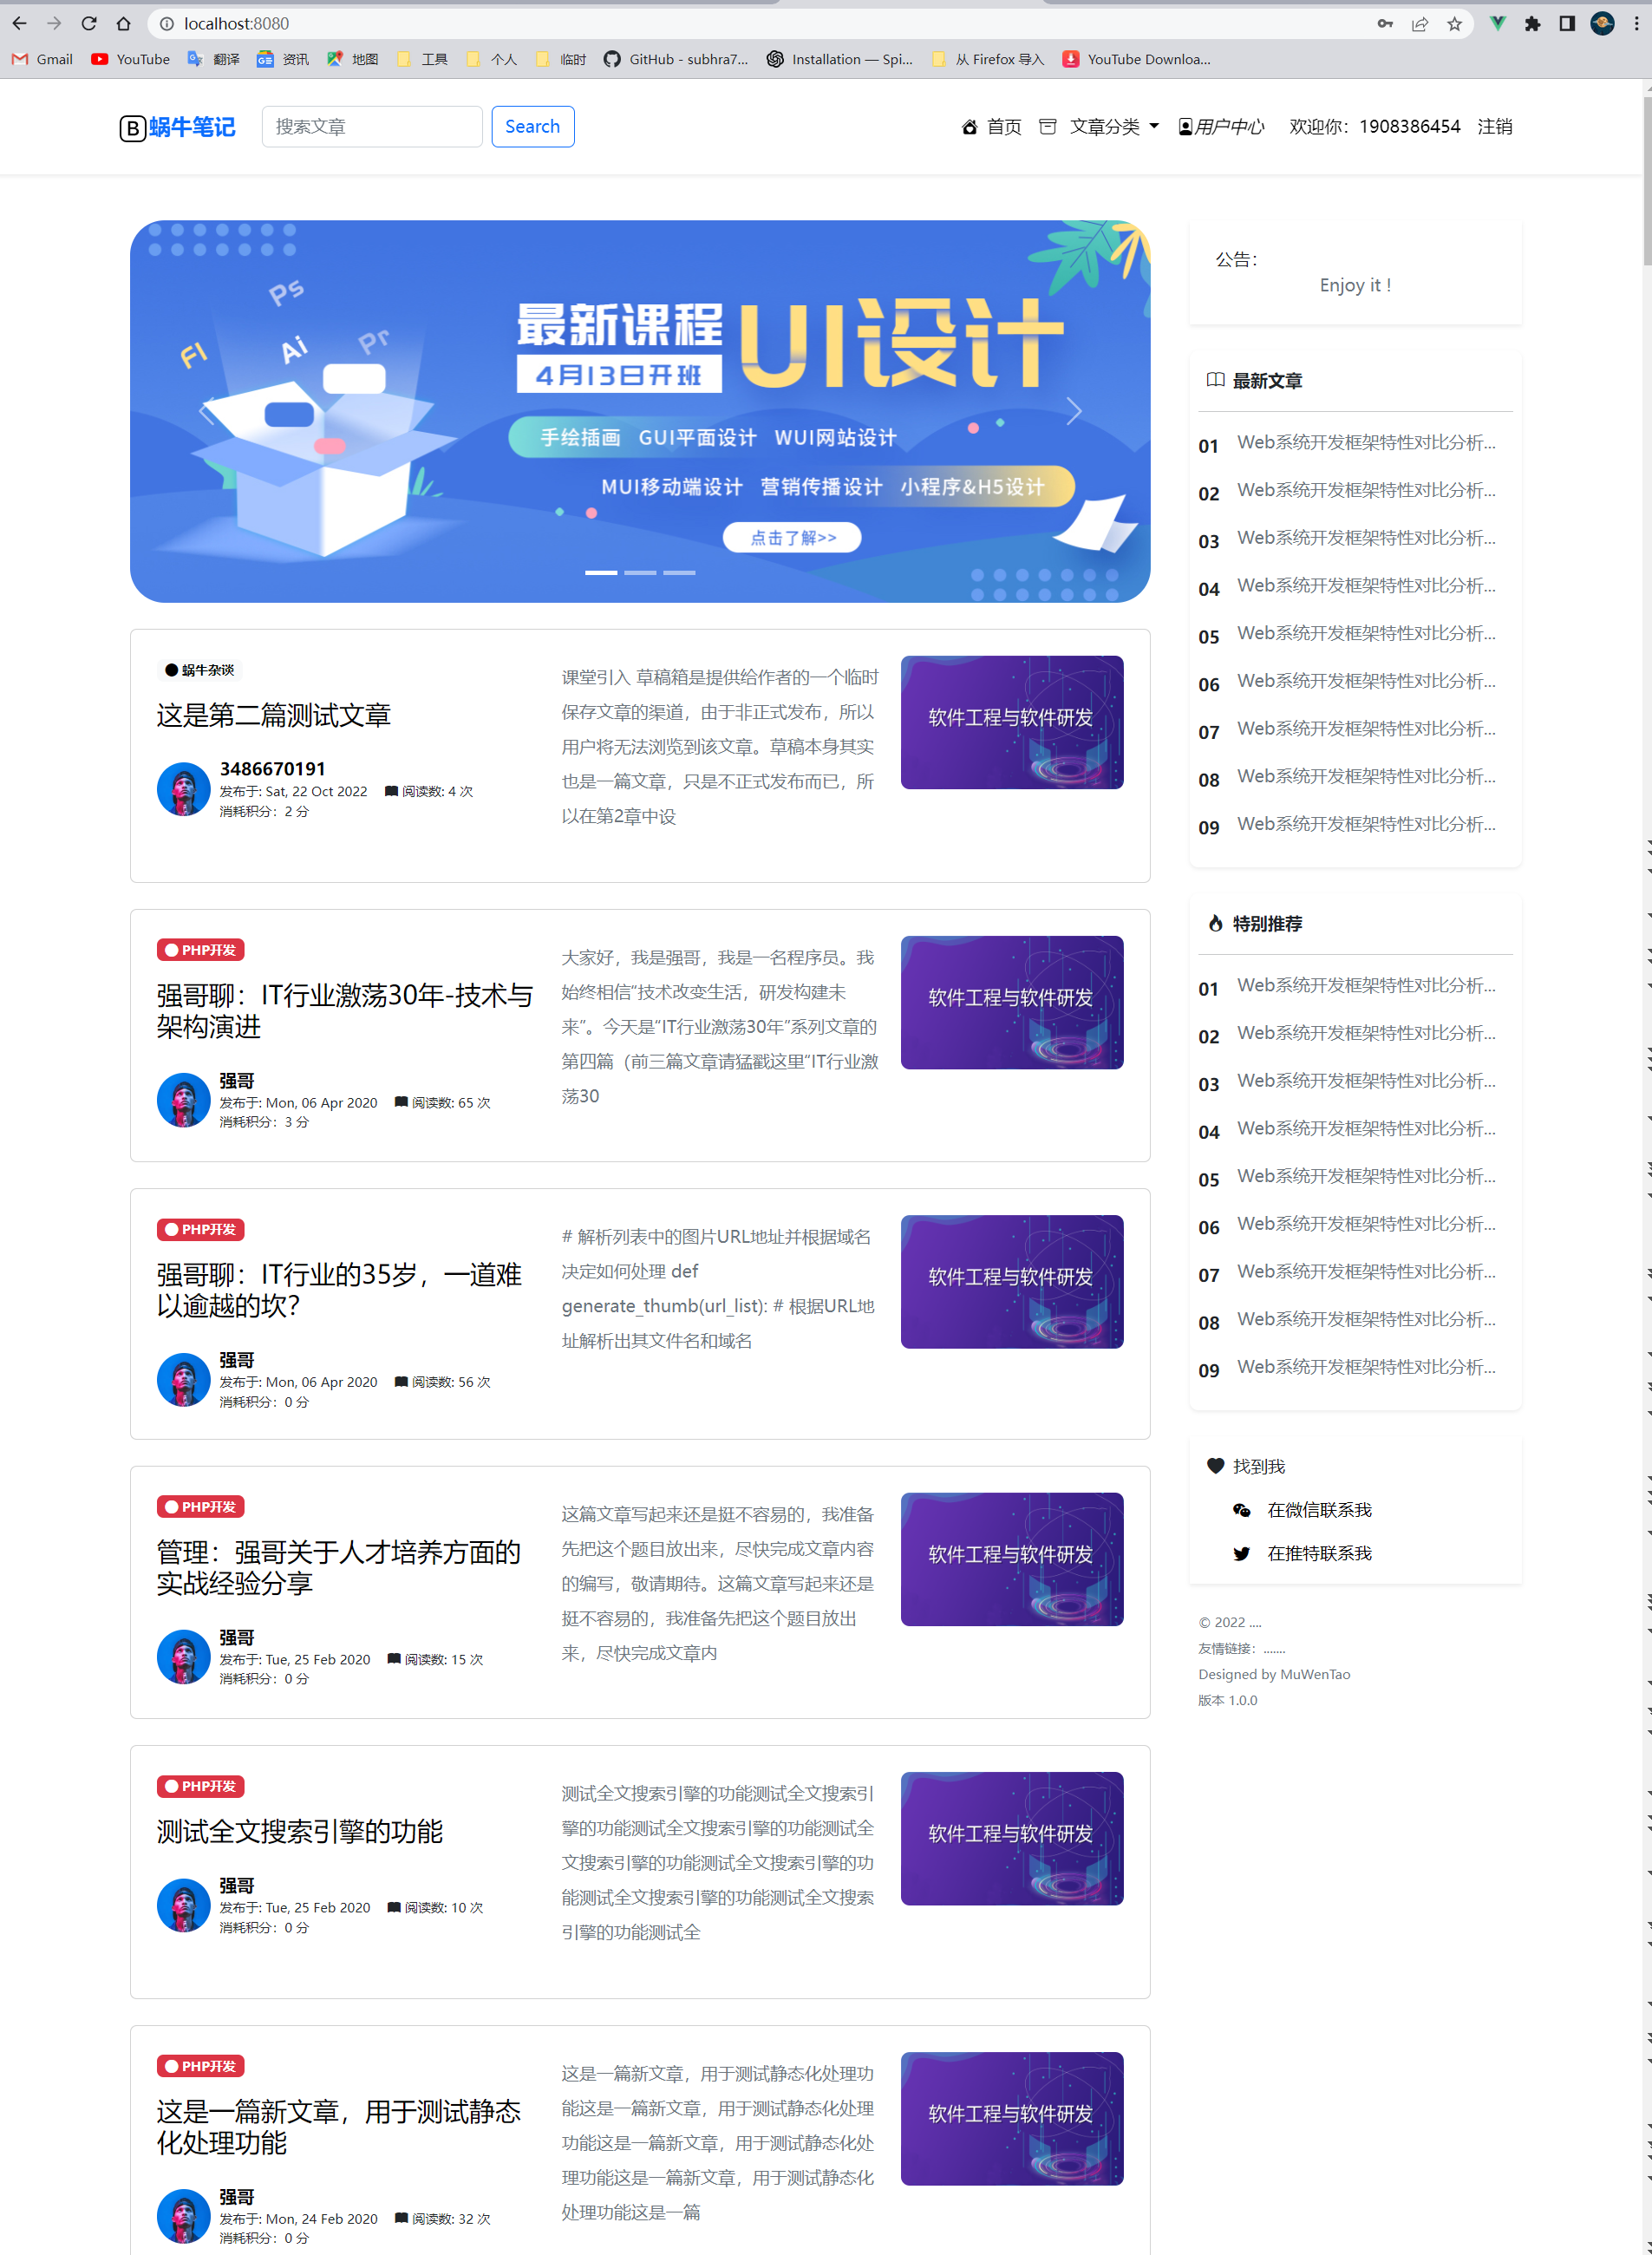 localhost:8080
Gmail YouTube 翻译 资讯 地图 工具 个人 临时 GitHub - subhra7... Installation — Spi... 从 Firefox 导入 YouTube Downloa...
B 蜗牛笔记 搜索文章 Search 首页 文章分类 用户中心 欢迎你：1908386454 注销
Ps
Fl Ai Pr
最新课程 UI设计
4月13日开班
手绘插画 GUI平面设计 WUI网站设计
MUI移动端设计 营销传播设计 小程序&H5设计
点击了解>>
蜗牛杂谈
这是第二篇测试文章
3486670191
发布于: Sat, 22 Oct 2022 阅读数: 4 次
消耗积分：2 分
课堂引入 草稿箱是提供给作者的一个临时
保存文章的渠道，由于非正式发布，所以
用户将无法浏览到该文章。草稿本身其实
也是一篇文章，只是不正式发布而已，所
以在第2章中设
软件工程与软件研发
PHP开发
强哥聊：IT行业激荡30年-技术与
架构演进
强哥
发布于: Mon, 06 Apr 2020 阅读数: 65 次
消耗积分：3 分
大家好，我是强哥，我是一名程序员。我
始终相信“技术改变生活，研发构建未
来”。今天是“IT行业激荡30年”系列文章的
第四篇（前三篇文章请猛戳这里“IT行业激
荡30
软件工程与软件研发
PHP开发
强哥聊：IT行业的35岁，一道难
以逾越的坎？
强哥
发布于: Mon, 06 Apr 2020 阅读数: 56 次
消耗积分：0 分
# 解析列表中的图片URL地址并根据域名
决定如何处理 def
generate_thumb(url_list): # 根据URL地
址解析出其文件名和域名
软件工程与软件研发
PHP开发
管理：强哥关于人才培养方面的
实战经验分享
强哥
发布于: Tue, 25 Feb 2020 阅读数: 15 次
消耗积分：0 分
这篇文章写起来还是挺不容易的，我准备
先把这个题目放出来，尽快完成文章内容
的编写，敬请期待。这篇文章写起来还是
挺不容易的，我准备先把这个题目放出
来，尽快完成文章内
软件工程与软件研发
PHP开发
测试全文搜索引擎的功能
强哥
发布于: Tue, 25 Feb 2020 阅读数: 10 次
消耗积分：0 分
测试全文搜索引擎的功能测试全文搜索引
擎的功能测试全文搜索引擎的功能测试全
文搜索引擎的功能测试全文搜索引擎的功
能测试全文搜索引擎的功能测试全文搜索
引擎的功能测试全
软件工程与软件研发
PHP开发
这是一篇新文章，用于测试静态
化处理功能
强哥
发布于: Mon, 24 Feb 2020 阅读数: 32 次
消耗积分：0 分
这是一篇新文章，用于测试静态化处理功
能这是一篇新文章，用于测试静态化处理
功能这是一篇新文章，用于测试静态化处
理功能这是一篇新文章，用于测试静态化
处理功能这是一篇
软件工程与软件研发
公告：
Enjoy it !
最新文章
01 Web系统开发框架特性对比分析...
02 Web系统开发框架特性对比分析...
03 Web系统开发框架特性对比分析...
04 Web系统开发框架特性对比分析...
05 Web系统开发框架特性对比分析...
06 Web系统开发框架特性对比分析...
07 Web系统开发框架特性对比分析...
08 Web系统开发框架特性对比分析...
09 Web系统开发框架特性对比分析...
特别推荐
01 Web系统开发框架特性对比分析...
02 Web系统开发框架特性对比分析...
03 Web系统开发框架特性对比分析...
04 Web系统开发框架特性对比分析...
05 Web系统开发框架特性对比分析...
06 Web系统开发框架特性对比分析...
07 Web系统开发框架特性对比分析...
08 Web系统开发框架特性对比分析...
09 Web系统开发框架特性对比分析...
找到我
在微信联系我
在推特联系我
© 2022 ....
友情链接：.......
Designed by MuWenTao
版本 1.0.0